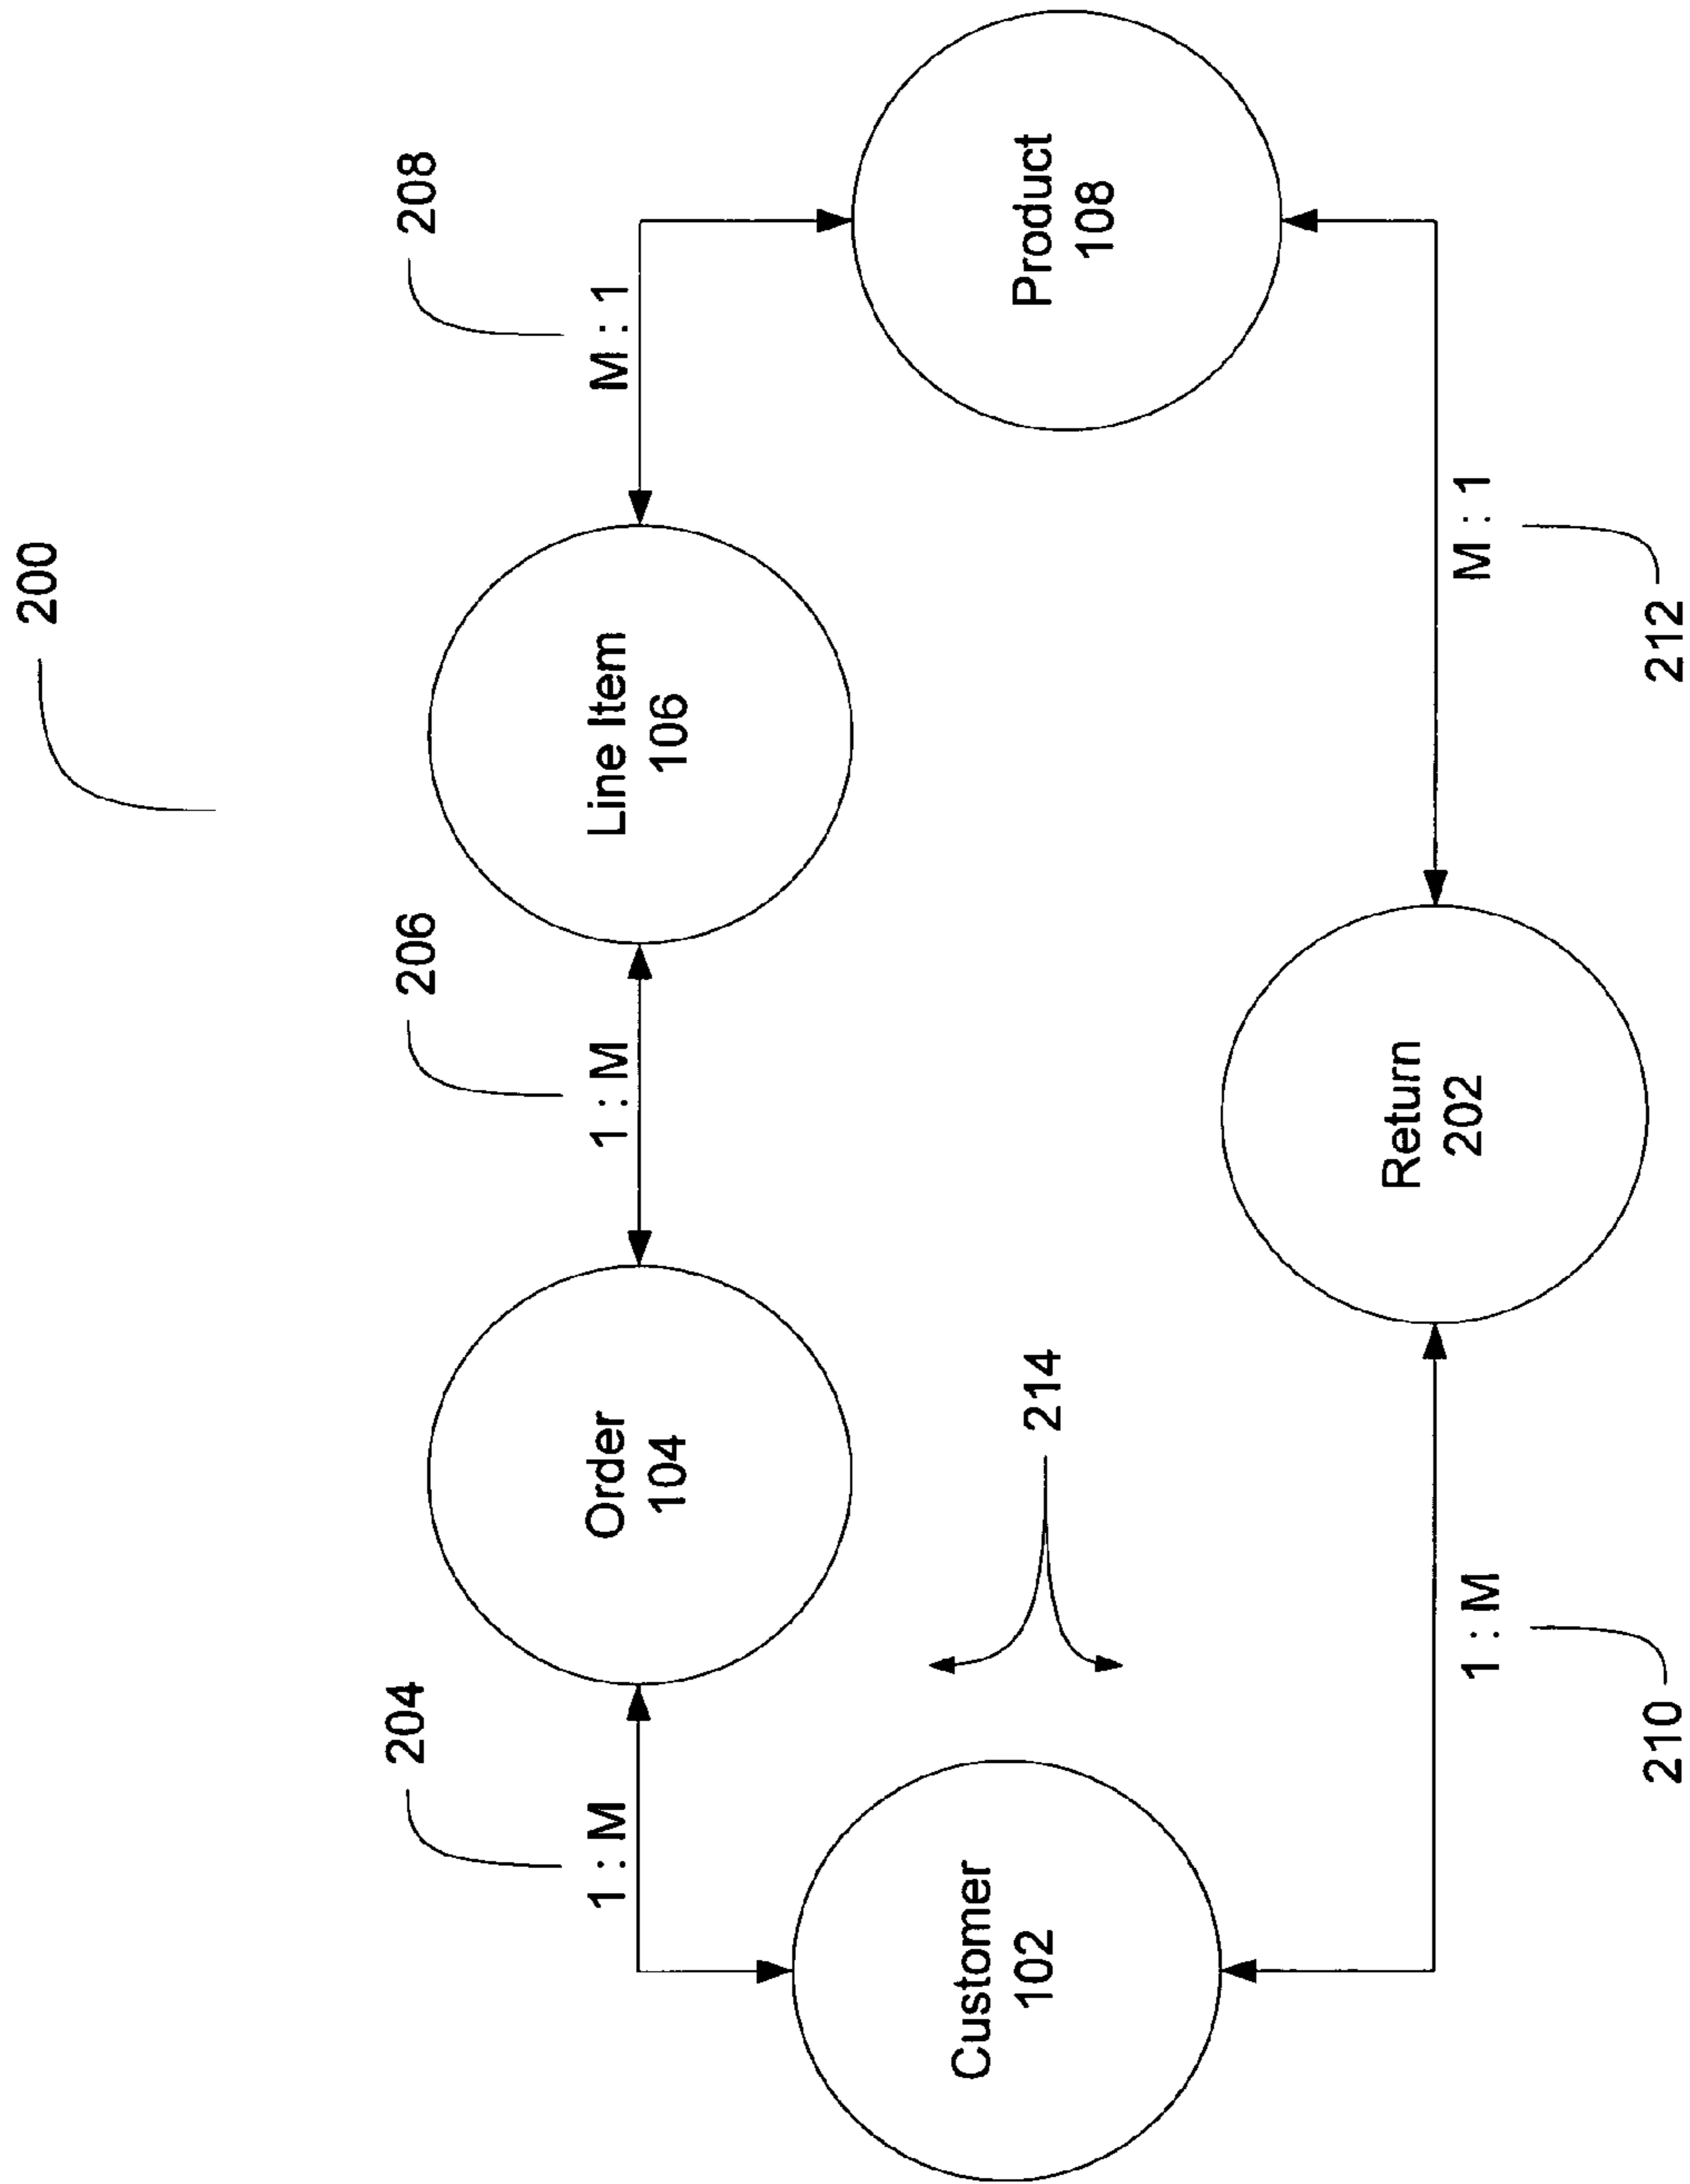 200
204
206
208
1 : M
1 : M
M : 1
Order
104
Line Item
106
Customer
102
214
Product
108
Return
202
1 : M
M : 1
210
212